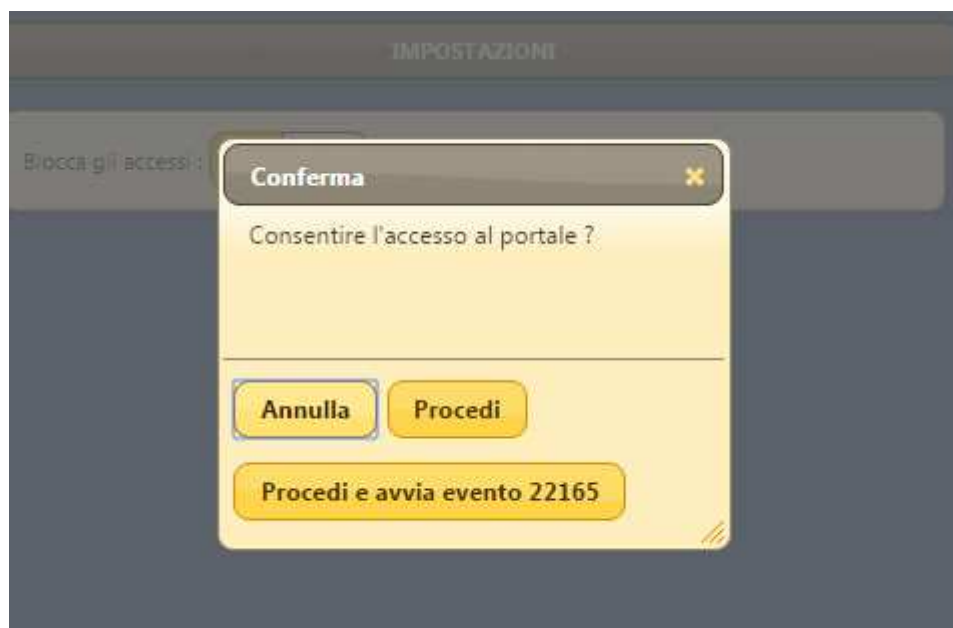 IMPOSTAZIONI
Blocca gli accessi :
Conferma
Consentire l'accesso al portale ?
Annulla
Procedi
Procedi e avvia evento 22165